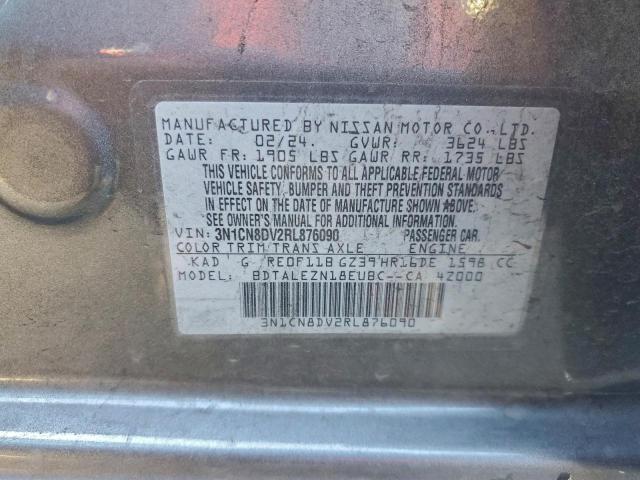 MANUFACTURED BY NISSAN MOTOR CO.,LTD.
DATE: 02/24. GVWR: 3624 LBS
GAWR FR: 1905 LBS GAWR RR: 1735 LBS
THIS VEHICLE CONFORMS TO ALL APPLICABLE FEDERAL MOTOR
VEHICLE SAFETY, BUMPER AND THEFT PREVENTION STANDARDS
IN EFFECT ON THE DATE OF MANUFACTURE SHOWN ABOVE.
SEE OWNER'S MANUAL FOR ADDITIONAL INFORMATION.
VIN: 3N1CN8DV2RL876090 PASSENGER CAR.
COLOR TRIM/TRANS AXLE ENGINE
KAD G /RE0F11B GZ39 HR16DE 1598 CC
MODEL: BDTALEZN18EUBC--CA 42000
3N1CN8DV2RL876090